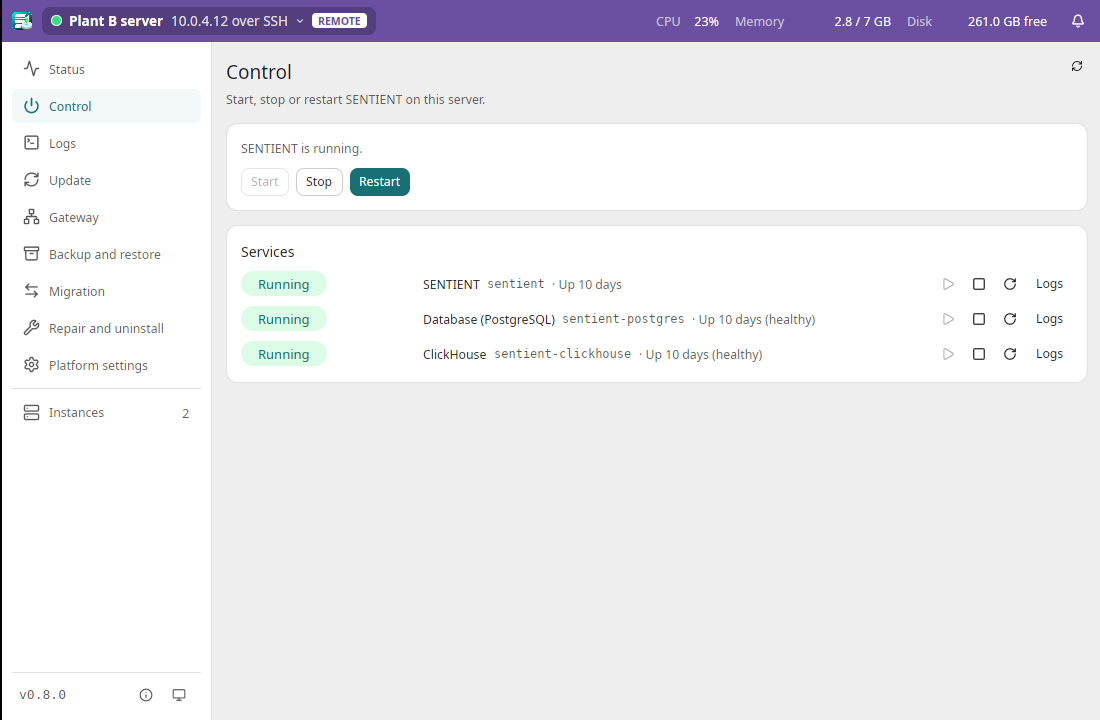 Plant B server 10.0.4.12 over SSH REMOTE CPU 23% Memory 2.8 / 7 GB Disk 261.0 GB free
Status
Control
Logs
Update
Gateway
Backup and restore
Migration
Repair and uninstall
Platform settings
Instances 2
v0.8.0
Control
Start, stop or restart SENTIENT on this server.
SENTIENT is running.
Start Stop Restart
Services
Running SENTIENT sentient · Up 10 days Logs
Running Database (PostgreSQL) sentient-postgres · Up 10 days (healthy) Logs
Running ClickHouse sentient-clickhouse · Up 10 days (healthy) Logs